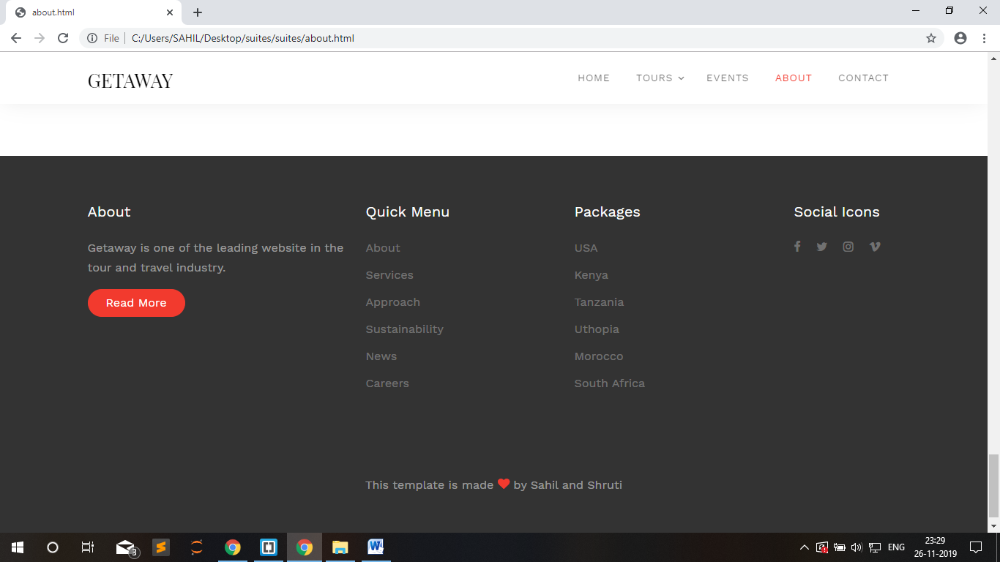 about.html
File
C:/Users/SAHIL/Desktop/suites/suites/about.html
GETAWAY
HOME TOURS EVENTS ABOUT CONTACT
About
Getaway is one of the leading website in the
tour and travel industry.
Read More
Quick Menu
About
Services
Approach
Sustainability
News
Careers
Packages
USA
Kenya
Tanzania
Uthopia
Morocco
South Africa
Social Icons
This template is made ❤ by Sahil and Shruti
3
ENG
23:29
26-11-2019